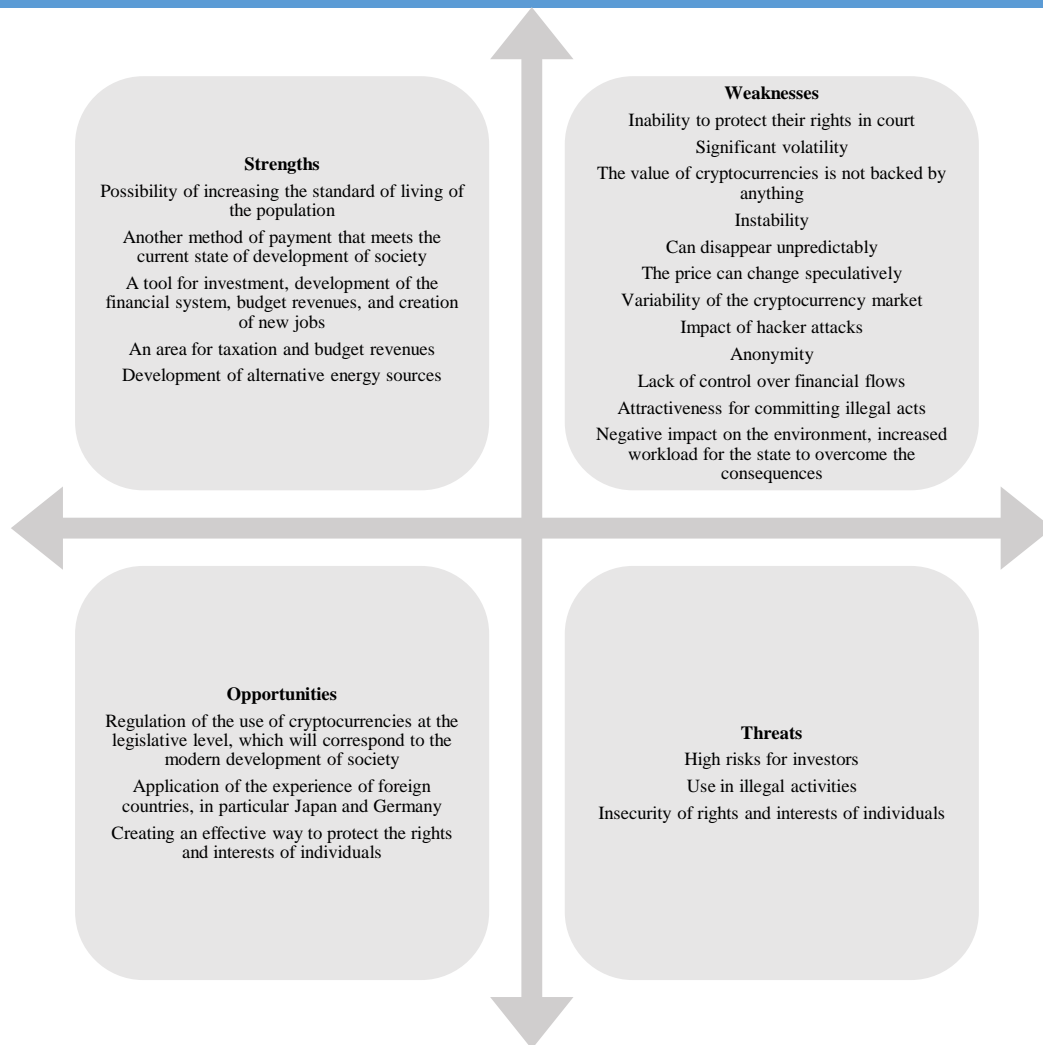 Strengths
Possibility of increasing the standard of living of
the population
Another method of payment that meets the
current state of development of society
A tool for investment, development of the
financial system, budget revenues, and creation
of new jobs
An area for taxation and budget revenues
Development of alternative energy sources
Weaknesses
Inability to protect their rights in court
Significant volatility
The value of cryptocurrencies is not backed by
anything
Instability
Can disappear unpredictably
The price can change speculatively
Variability of the cryptocurrency market
Impact of hacker attacks
Anonymity
Lack of control over financial flows
Attractiveness for committing illegal acts
Negative impact on the environment, increased
workload for the state to overcome the
consequences
Opportunities
Regulation of the use of cryptocurrencies at the
legislative level, which will correspond to the
modern development of society
Application of the experience of foreign
countries, in particular Japan and Germany
Creating an effective way to protect the rights
and interests of individuals
Threats
High risks for investors
Use in illegal activities
Insecurity of rights and interests of individuals